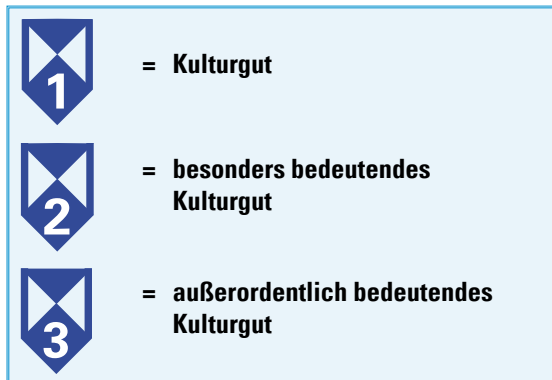 1 = Kulturgut
2 = besonders bedeutendes
Kulturgut
3 = außerordentlich bedeutendes
Kulturgut